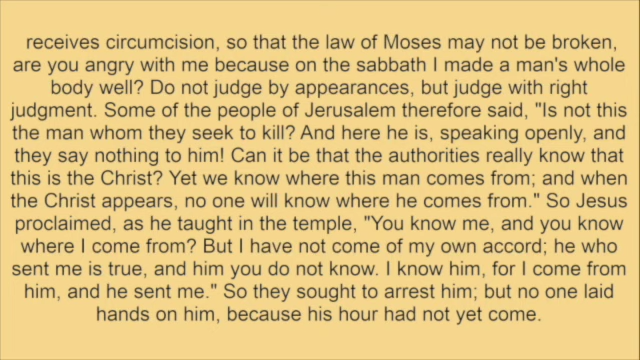 receives circumcision, so that the law of Moses may not be broken,
are you angry with me because on the sabbath I made a man's whole
body well? Do not judge by appearances, but judge with right
judgment. Some of the people of Jerusalem therefore said, "Is not this
the man whom they seek to kill? And here he is, speaking openly, and
they say nothing to him! Can it be that the authorities really know that
this is the Christ? Yet we know where this man comes from; and when
the Christ appears, no one will know where he comes from." So Jesus
proclaimed, as he taught in the temple, "You know me, and you know
where I come from? But I have not come of my own accord; he who
sent me is true, and him you do not know. I know him, for I come from
him, and he sent me." So they sought to arrest him; but no one laid
hands on him, because his hour had not yet come.